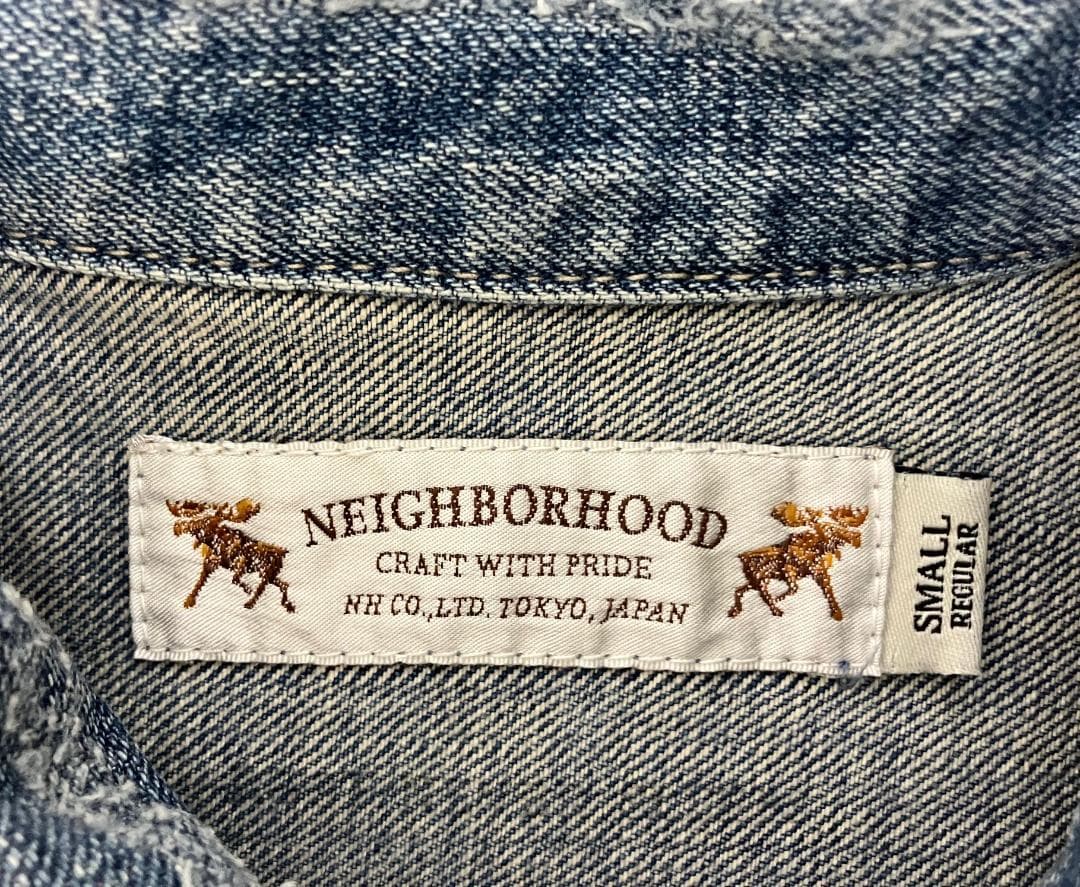 NEIGHBORHOOD
CRAFT WITH PRIDE
NH CO.,LTD. TOKYO, JAPAN
SMALL
REGULAR